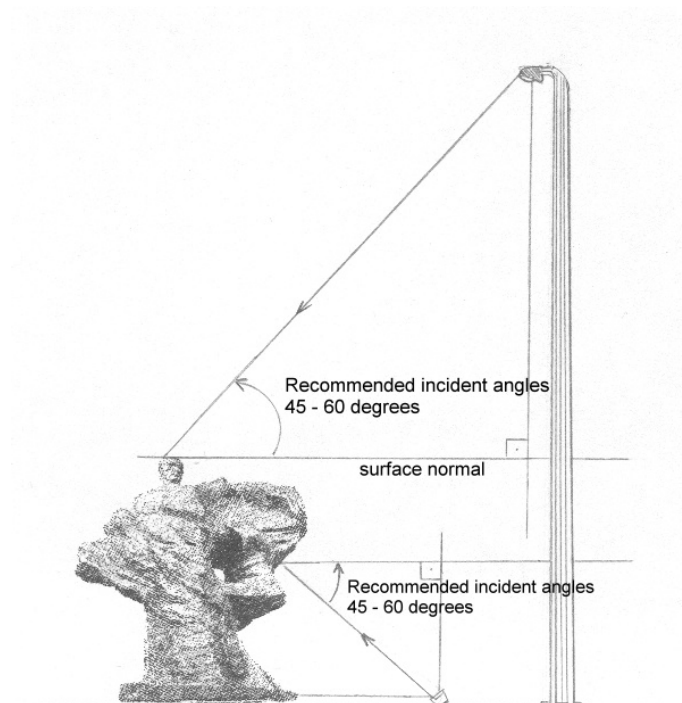 Recommended incident angles
45 - 60 degrees
surface normal
Recommended incident angles
45 - 60 degrees